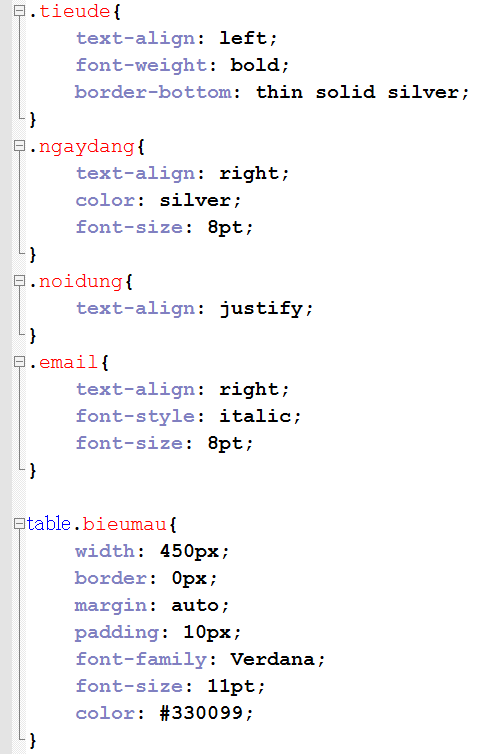 .tieude{
    text-align: left;
    font-weight: bold;
    border-bottom: thin solid silver;
}
.ngaydang{
    text-align: right;
    color: silver;
    font-size: 8pt;
}
.noidung{
    text-align: justify;
}
.email{
    text-align: right;
    font-style: italic;
    font-size: 8pt;
}

table.bieumau{
    width: 450px;
    border: 0px;
    margin: auto;
    padding: 10px;
    font-family: Verdana;
    font-size: 11pt;
    color: #330099;
}